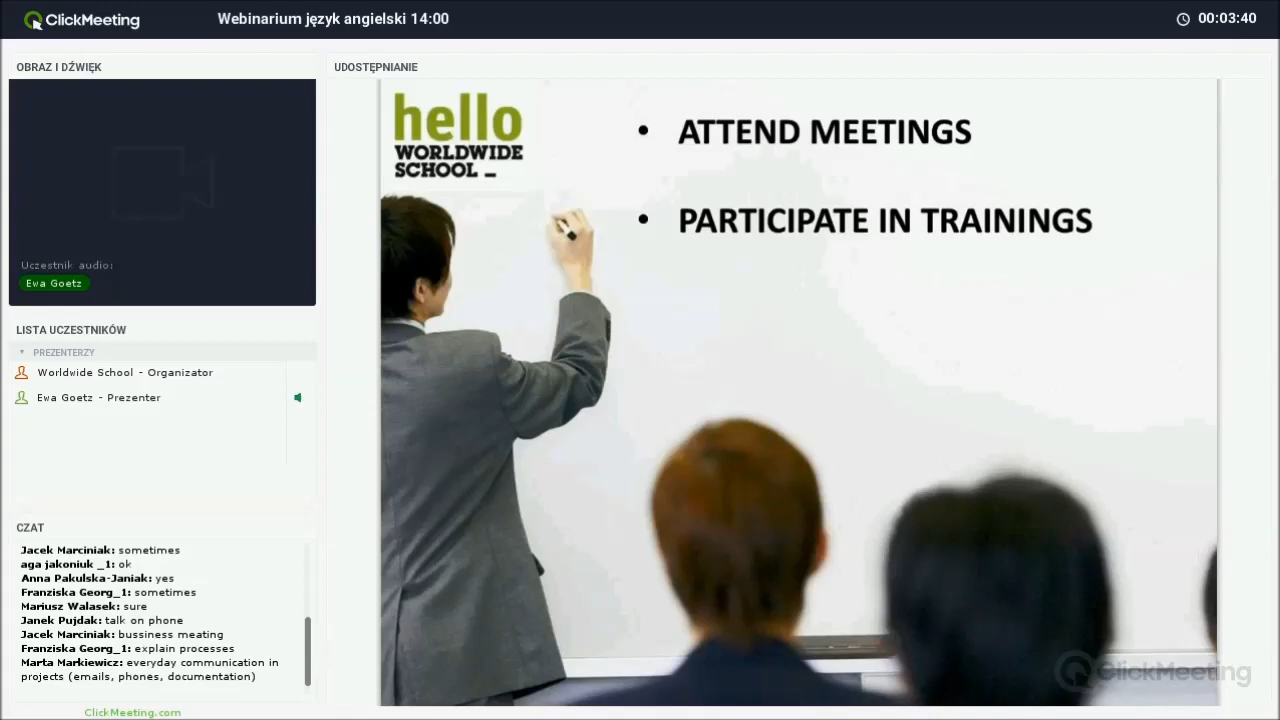 ClickMeeting
Webinarium język angielski 14:00
00:03:40
OBRAZ I DŹWIĘK
Uczestnik audio:
Ewa Goetz
LISTA UCZESTNIKÓW
PREZENTERZY
Worldwide School - Organizator
Ewa Goetz - Prezenter
CZAT
Jacek Marciniak: sometimes
aga jakoniuk _1: ok
Anna Pakulska-Janiak: yes
Franziska Georg_1: sometimes
Mariusz Walasek: sure
Janek Pujdak: talk on phone
Jacek Marciniak: bussiness meating
Franziska Georg_1: explain processes
Marta Markiewicz: everyday communication in
projects (emails, phones, documentation)
ClickMeeting.com
UDOSTĘPNIANIE
hello
WORLDWIDE
SCHOOL _
• ATTEND MEETINGS
• PARTICIPATE IN TRAININGS
ClickMeeting